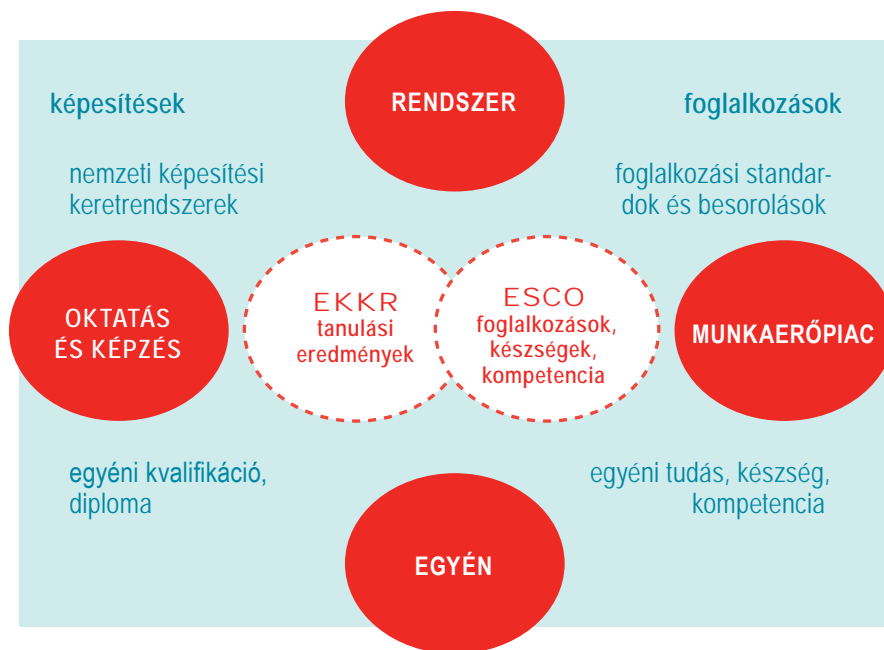 RENDSZER
képesítések
foglalkozások
nemzeti képesítési
keretrendszerek
foglalkozási standar-
dok és besorolások
OKTATÁS
ÉS KÉPZÉS
EKKR
tanulási
eredmények
ESCO
foglalkozások,
készségek,
kompetencia
MUNKAERŐPIAC
egyéni kvalifikáció,
diploma
egyéni tudás, készség,
kompetencia
EGYÉN